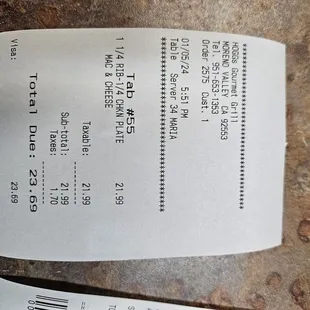 HOGGs Gourmet Grill
MORENO VALLEY CA 92553
Tel. 951-653-1353
Order 2575 Cust. 1
**********************************
01/05/24 5:51 PM
Table Server 34 MARIA
**********************************
Tab #55
1 1/4 RIB-1/4 CHKN PLATE 21.99
MAC & CHEESE
Taxable: 21.99
Sub-total: 21.99
Taxes: 1.70
Total Due: 23.69
Visa: 23.69